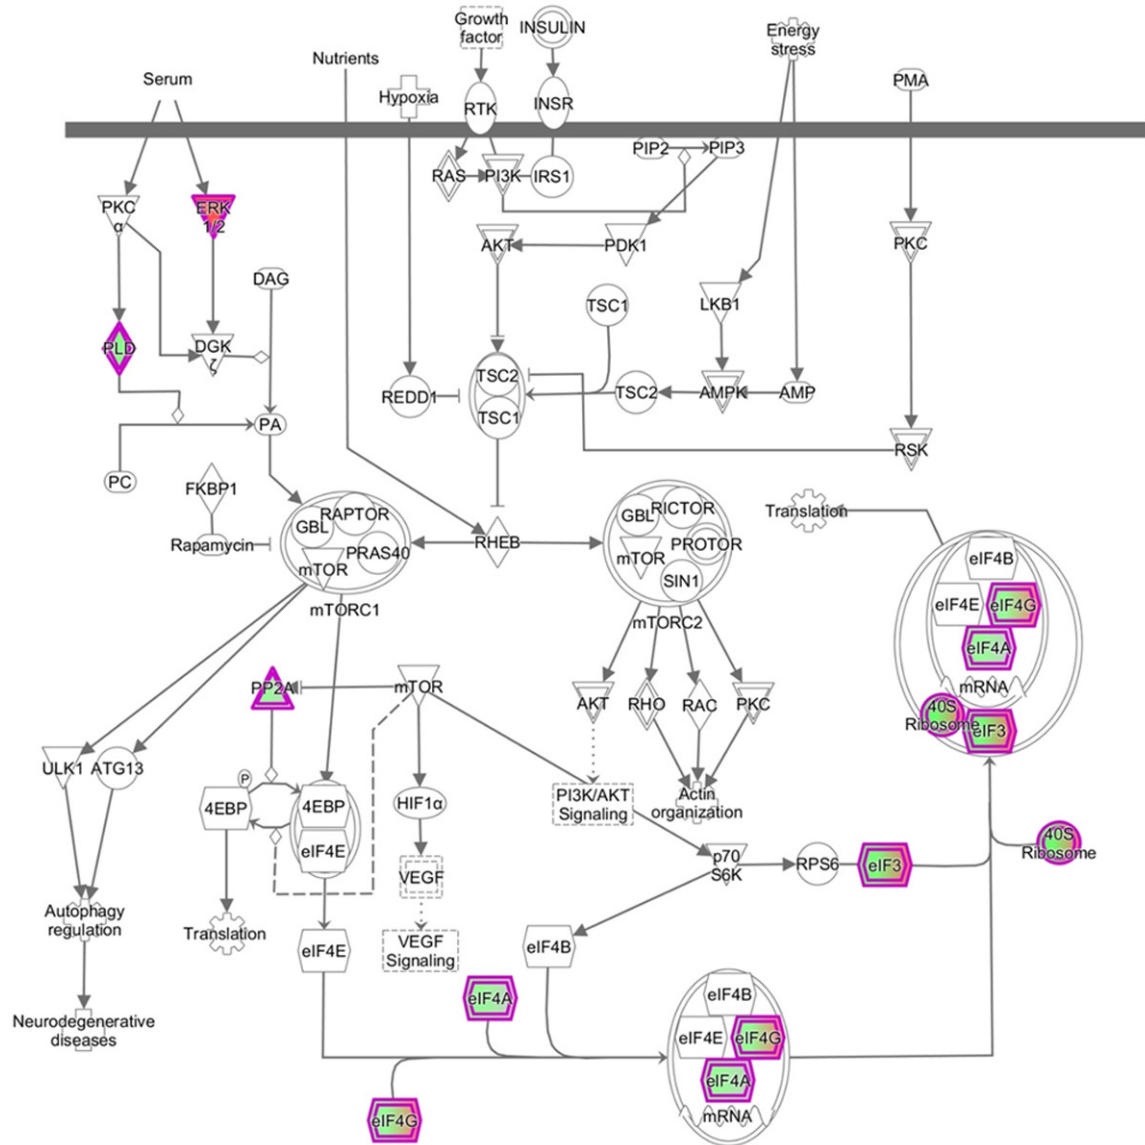 Growth
factor
INSULIN
Energy
stress
Nutrients
Serum
Hypoxia
PMA
RTK
INSR
PIP2
PIP3
RAS
PI3K
IRS1
PKC
α
ERK
1/2
AKT
PDK1
PKC
DAG
TSC1
LKB1
PLD
DGK
ζ
TSC2
REDD1
TSC2
AMPK
AMP
TSC1
PA
RSK
PC
FKBP1
RAPTOR
GBL
Rapamycin
PRAS40
mTOR
mTORC1
RHEB
RICTOR
GBL
PROTOR
mTOR
SIN1
mTORC2
Translation
eIF4B
eIF4E
eIF4G
eIF4A
mRNA
40S
Ribosome
eIF3
PP2A
mTOR
AKT
RHO
RAC
PKC
ULK1
ATG13
P
4EBP
4EBP
eIF4E
HIF1α
PI3K/AKT
Signaling
Actin
organization
p70
S6K
RPS6
eIF3
40S
Ribosome
VEGF
Autophagy
regulation
Translation
eIF4E
VEGF
Signaling
eIF4B
eIF4A
eIF4B
eIF4E
eIF4G
eIF4A
mRNA
Neurodegenerative
diseases
eIF4G